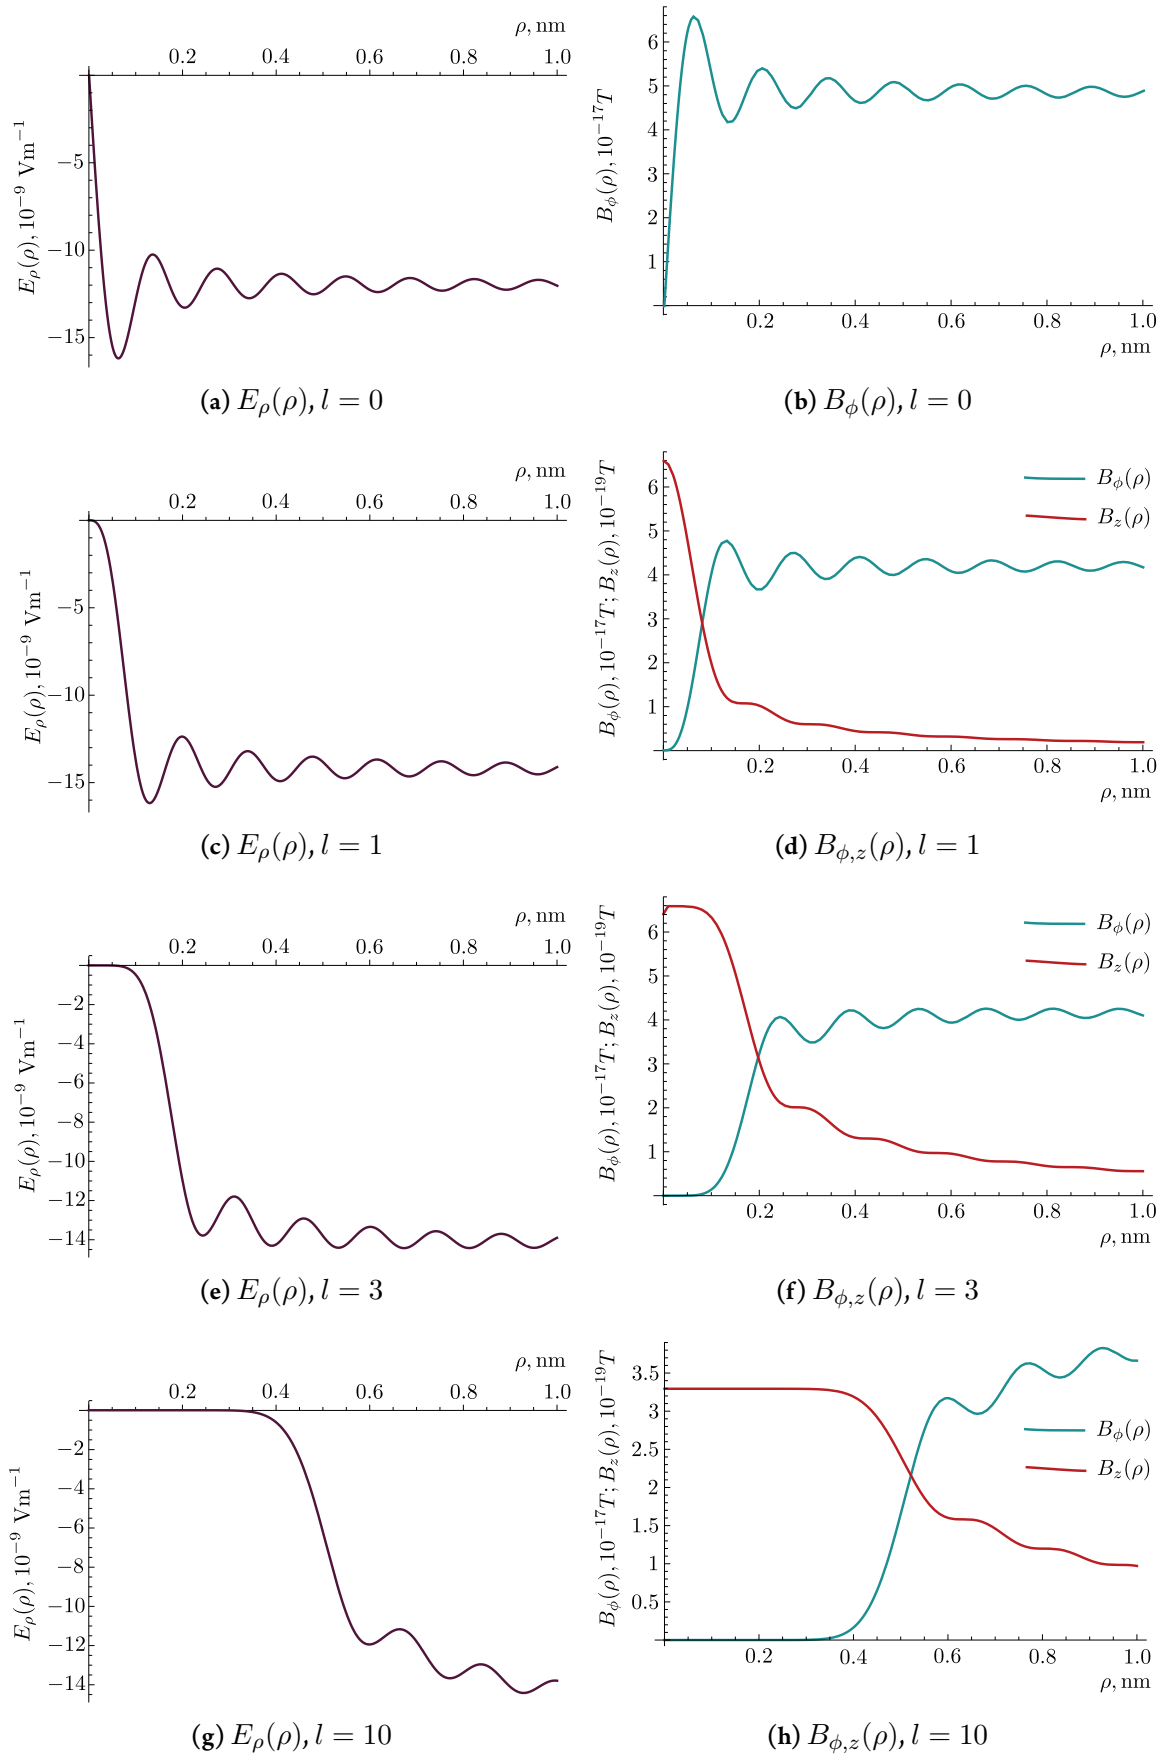 ρ, nm
0.2 0.4 0.6 0.8 1.0
−5
−10
−15
E_ρ(ρ), 10^{−9} Vm^{−1}
(a) E_ρ(ρ), l = 0
6
5
4
3
2
1
B_ϕ(ρ), 10^{−17}T
0.2 0.4 0.6 0.8 1.0
ρ, nm
(b) B_ϕ(ρ), l = 0
ρ, nm
0.2 0.4 0.6 0.8 1.0
−5
−10
−15
E_ρ(ρ), 10^{−9} Vm^{−1}
(c) E_ρ(ρ), l = 1
6
5
4
3
2
1
B_ϕ(ρ), 10^{−17}T; B_z(ρ), 10^{−19}T
B_ϕ(ρ)
B_z(ρ)
0.2 0.4 0.6 0.8 1.0
ρ, nm
(d) B_{ϕ,z}(ρ), l = 1
ρ, nm
0.2 0.4 0.6 0.8 1.0
−2
−4
−6
−8
−10
−12
−14
E_ρ(ρ), 10^{−9} Vm^{−1}
(e) E_ρ(ρ), l = 3
6
5
4
3
2
1
B_ϕ(ρ), 10^{−17}T; B_z(ρ), 10^{−19}T
B_ϕ(ρ)
B_z(ρ)
0.2 0.4 0.6 0.8 1.0
ρ, nm
(f) B_{ϕ,z}(ρ), l = 3
ρ, nm
0.2 0.4 0.6 0.8 1.0
−2
−4
−6
−8
−10
−12
−14
E_ρ(ρ), 10^{−9} Vm^{−1}
(g) E_ρ(ρ), l = 10
3.5
3
2.5
2
1.5
1
0.5
B_ϕ(ρ), 10^{−17}T; B_z(ρ), 10^{−19}T
B_ϕ(ρ)
B_z(ρ)
0.2 0.4 0.6 0.8 1.0
ρ, nm
(h) B_{ϕ,z}(ρ), l = 10